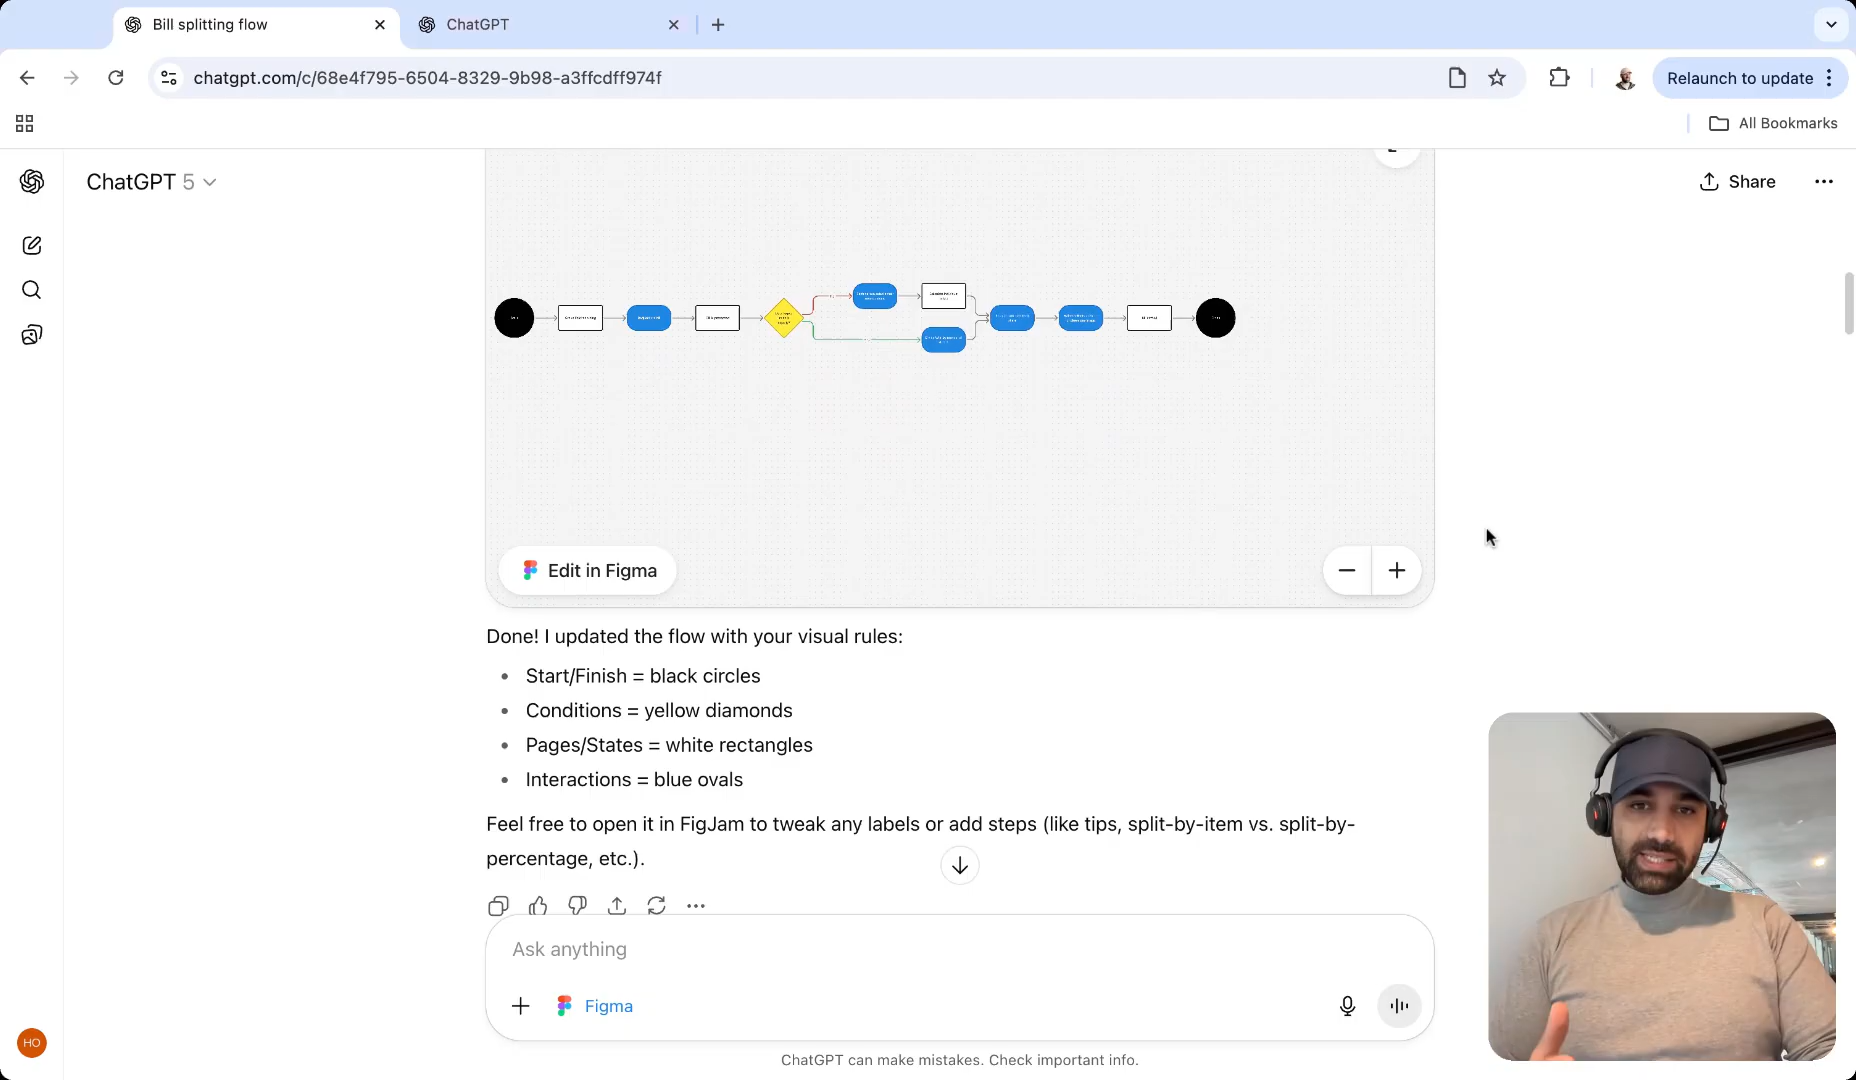 Bill splitting flow
ChatGPT
chatgpt.com/c/68e4f795-6504-8329-9b98-a3ffcdff974f
Relaunch to update
All Bookmarks
ChatGPT 5
Share
Edit in Figma
Done! I updated the flow with your visual rules:
• Start/Finish = black circles
• Conditions = yellow diamonds
• Pages/States = white rectangles
• Interactions = blue ovals
Feel free to open it in FigJam to tweak any labels or add steps (like tips, split-by-item vs. split-by-
percentage, etc.).
Ask anything
Figma
HO
ChatGPT can make mistakes. Check important info.